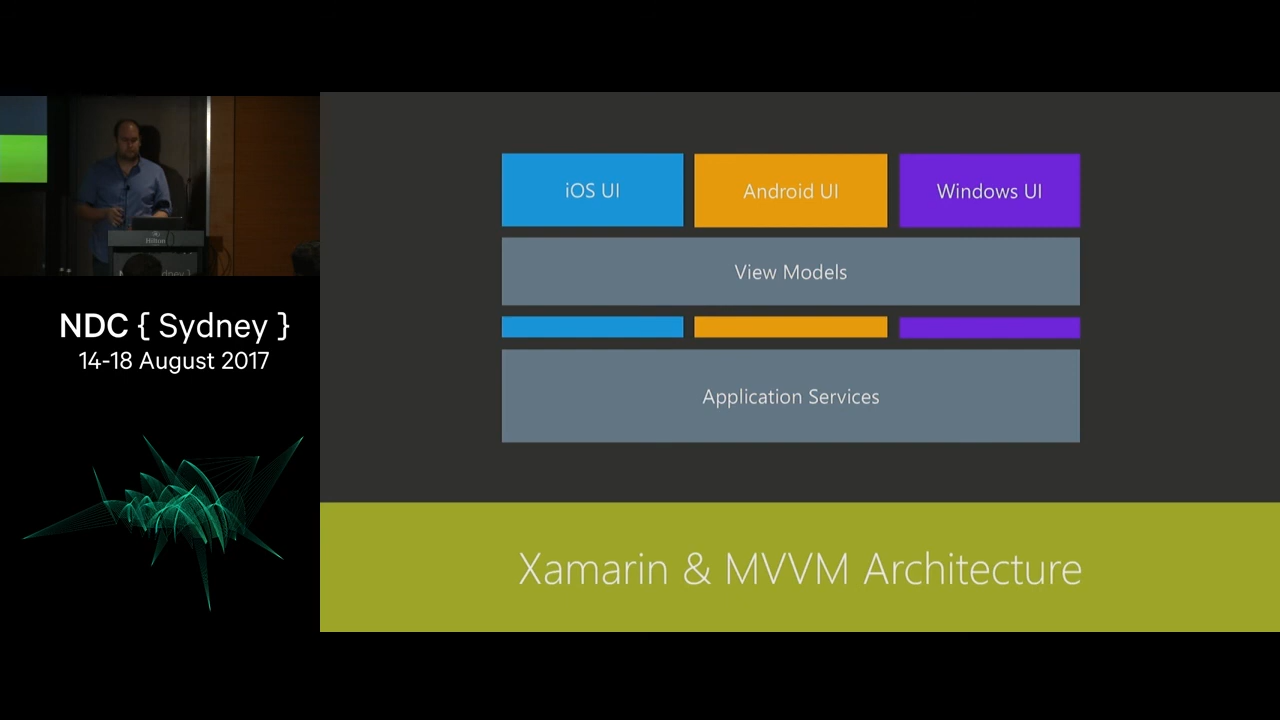 Hilton
NDC { Sydney }
14-18 August 2017
iOS UI
Android UI
Windows UI
View Models
Application Services
Xamarin & MVVM Architecture